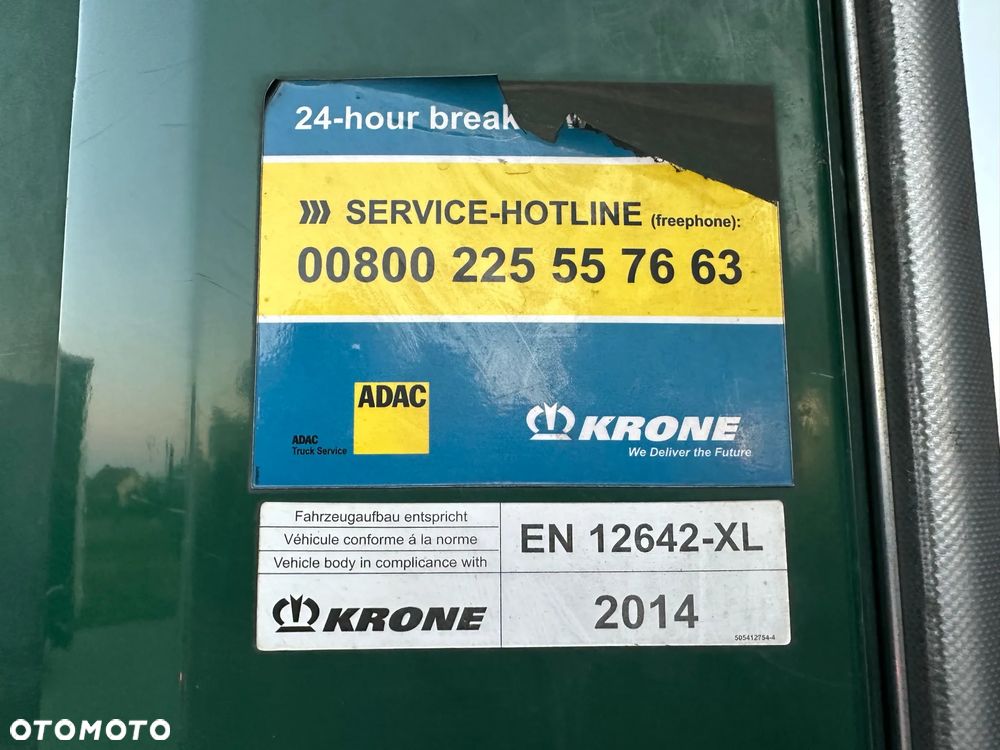 24-hour break
))) SERVICE-HOTLINE (freephone):
00800 225 55 76 63
ADAC
ADAC
Truck Service
KRONE
We Deliver the Future
Fahrzeugaufbau entspricht
Véhicule conforme á la norme
Vehicle body in complicance with
EN 12642-XL
KRONE
2014
505412754-4
OTOMOTO